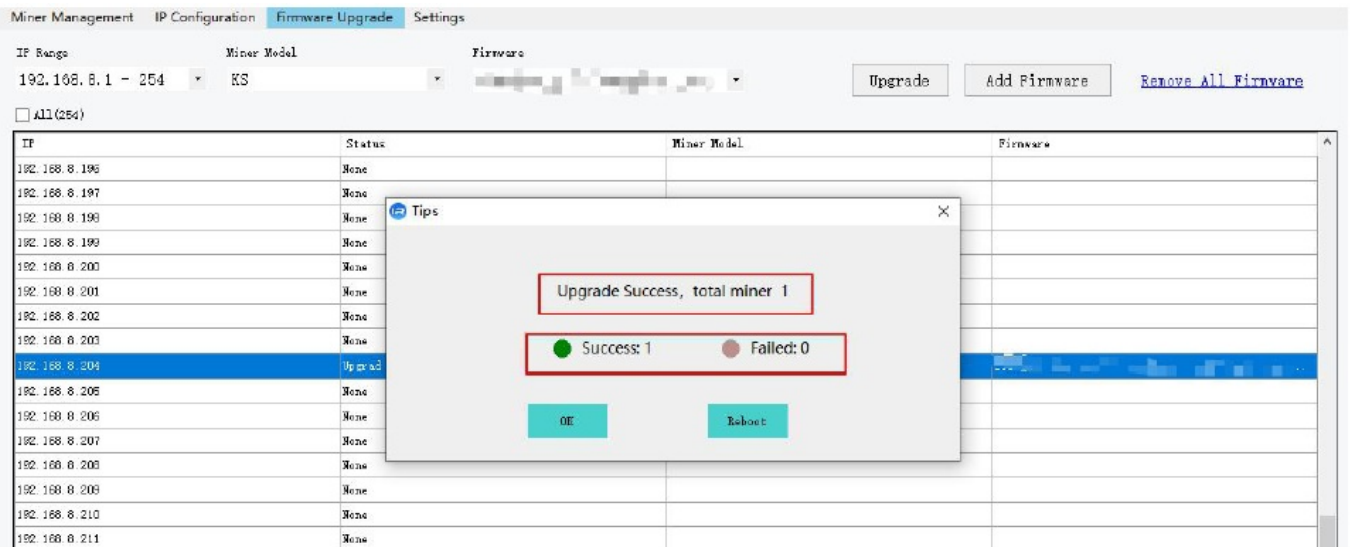 Miner Management IP Configuration Firmware Upgrade Settings
IP Range Miner Model Firmware
192.168.8.1 - 254 KS
Upgrade Add Firmware Remove All Firmware
All(254)
IP Status Miner Model Firmware
192.168.8.196 None
192.168.8.197 None
192.168.8.198 None
192.168.8.199 None
192.168.8.200 None
192.168.8.201 None
192.168.8.202 None
192.168.8.203 None
192.168.8.204 Upgrad
192.168.8.205 None
192.168.8.206 None
192.168.8.207 None
192.168.8.208 None
192.168.8.209 None
192.168.8.210 None
192.168.8.211 None
Tips
Upgrade Success, total miner 1
Success: 1 Failed: 0
OK Reboot